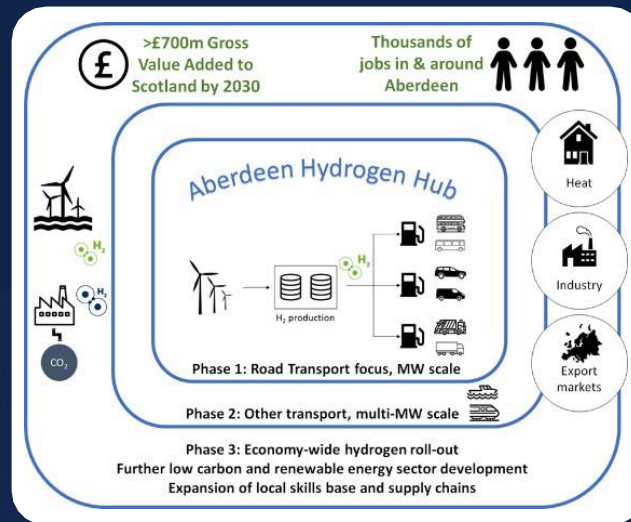 £
>£700m Gross
Value Added to
Scotland by 2030
Thousands of
jobs in & around
Aberdeen
Aberdeen Hydrogen Hub
Heat
H₂
H₂
H₂
H₂ production
Industry
CO₂
Export
markets
Phase 1: Road Transport focus, MW scale
Phase 2: Other transport, multi-MW scale
Phase 3: Economy-wide hydrogen roll-out
Further low carbon and renewable energy sector development
Expansion of local skills base and supply chains